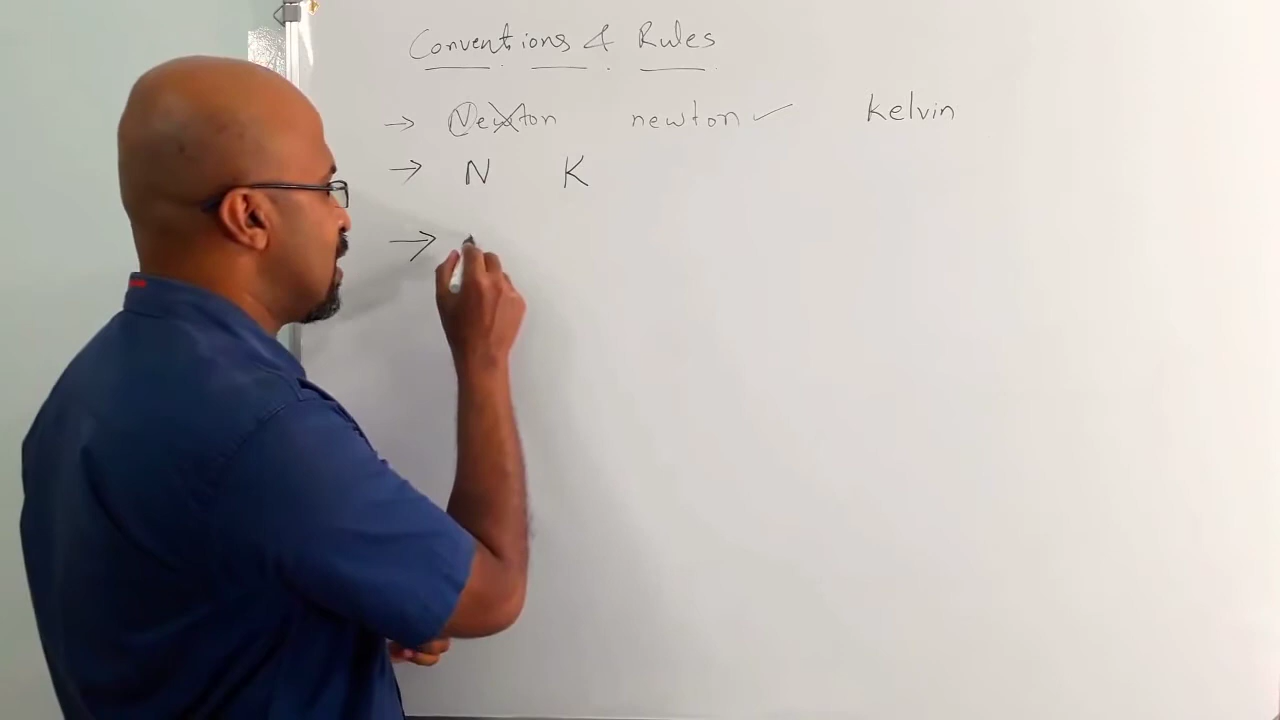 Conventions & Rules
→ Newton newton ✓ kelvin
→ N K
→